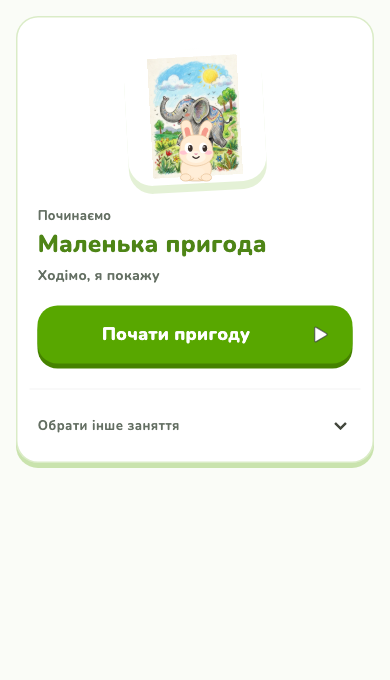 Починаємо
Маленька пригода
Ходімо, я покажу
Почати пригоду
Обрати інше заняття